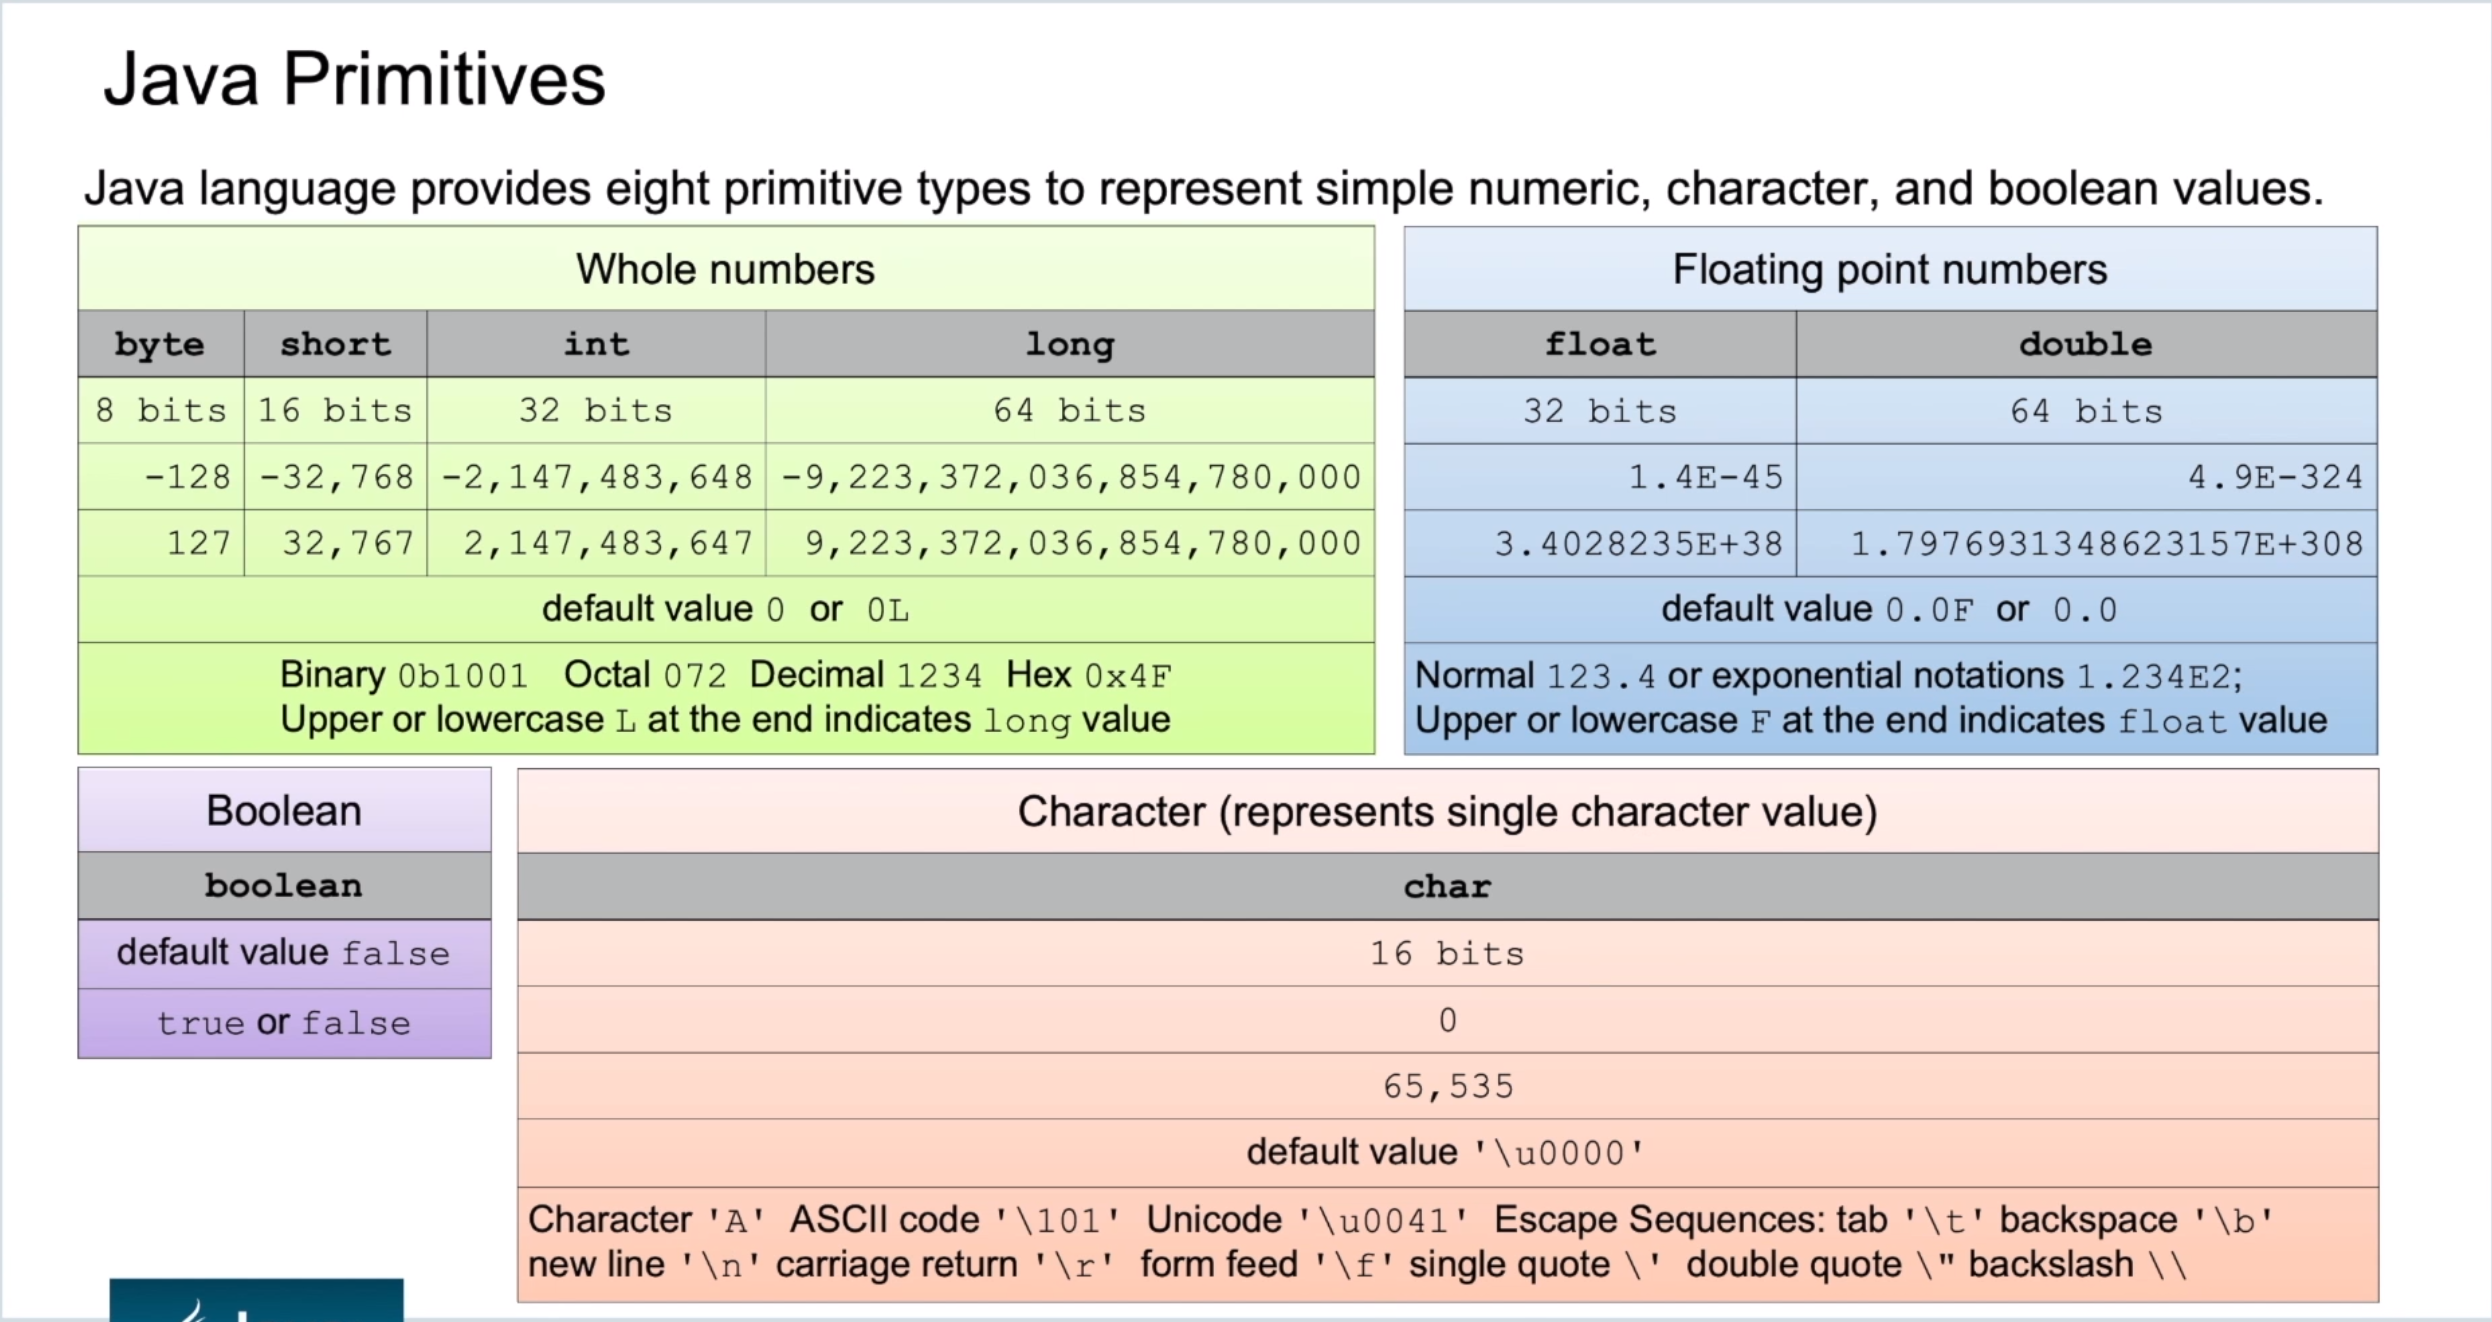 Java Primitives
Java language provides eight primitive types to represent simple numeric, character, and boolean values.
Whole numbers
byte short int long
8 bits 16 bits 32 bits 64 bits
-128 -32,768 -2,147,483,648 -9,223,372,036,854,780,000
127 32,767 2,147,483,647 9,223,372,036,854,780,000
default value 0 or 0L
Binary 0b1001 Octal 072 Decimal 1234 Hex 0x4F
Upper or lowercase L at the end indicates long value
Floating point numbers
float double
32 bits 64 bits
1.4E-45 4.9E-324
3.4028235E+38 1.7976931348623157E+308
default value 0.0F or 0.0
Normal 123.4 or exponential notations 1.234E2;
Upper or lowercase F at the end indicates float value
Boolean
boolean
default value false
true or false
Character (represents single character value)
char
16 bits
0
65,535
default value '\u0000'
Character 'A' ASCII code '\101' Unicode '\u0041' Escape Sequences: tab '\t' backspace '\b'
new line '\n' carriage return '\r' form feed '\f' single quote \' double quote \" backslash \\